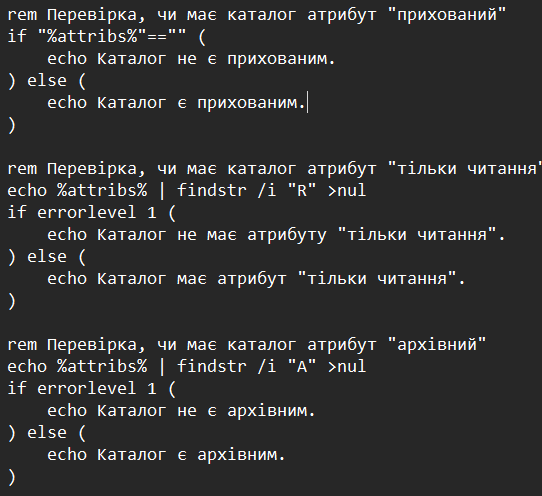 rem Перевірка, чи має каталог атрибут "прихований"
if "%attribs%"=="" (
    echo Каталог не є прихованим.
) else (
    echo Каталог є прихованим.
)

rem Перевірка, чи має каталог атрибут "тільки читання"
echo %attribs% | findstr /i "R" >nul
if errorlevel 1 (
    echo Каталог не має атрибуту "тільки читання".
) else (
    echo Каталог має атрибут "тільки читання".
)

rem Перевірка, чи має каталог атрибут "архівний"
echo %attribs% | findstr /i "A" >nul
if errorlevel 1 (
    echo Каталог не є архівним.
) else (
    echo Каталог є архівним.
)